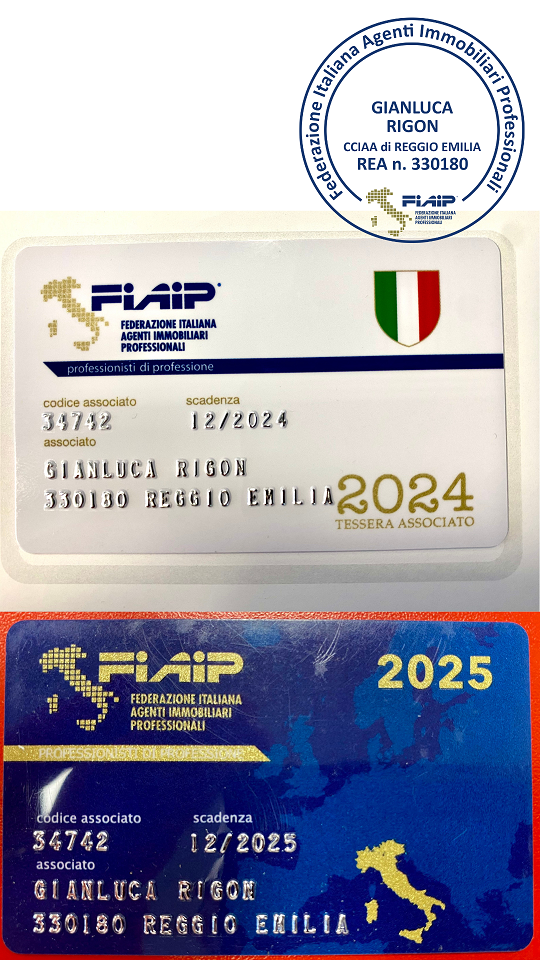 Federazione Italiana Agenti Immobiliari Professionali
GIANLUCA
RIGON
CCIAA di REGGIO EMILIA
REA n. 330180
FIAIP
FEDERAZIONE ITALIANA
AGENTI IMMOBILIARI
PROFESSIONALI
FIAIP
FEDERAZIONE ITALIANA
AGENTI IMMOBILIARI
PROFESSIONALI
professionisti di professione
codice associato scadenza
34742 12/2024
associato
GIANLUCA RIGON
330180 REGGIO EMILIA
2024
TESSERA ASSOCIATO
FIAIP
2025
FEDERAZIONE ITALIANA
AGENTI IMMOBILIARI
PROFESSIONALI
PROFESSIONISTI DI PROFESSIONE
codice associato scadenza
34742 12/2025
associato
GIANLUCA RIGON
330180 REGGIO EMILIA